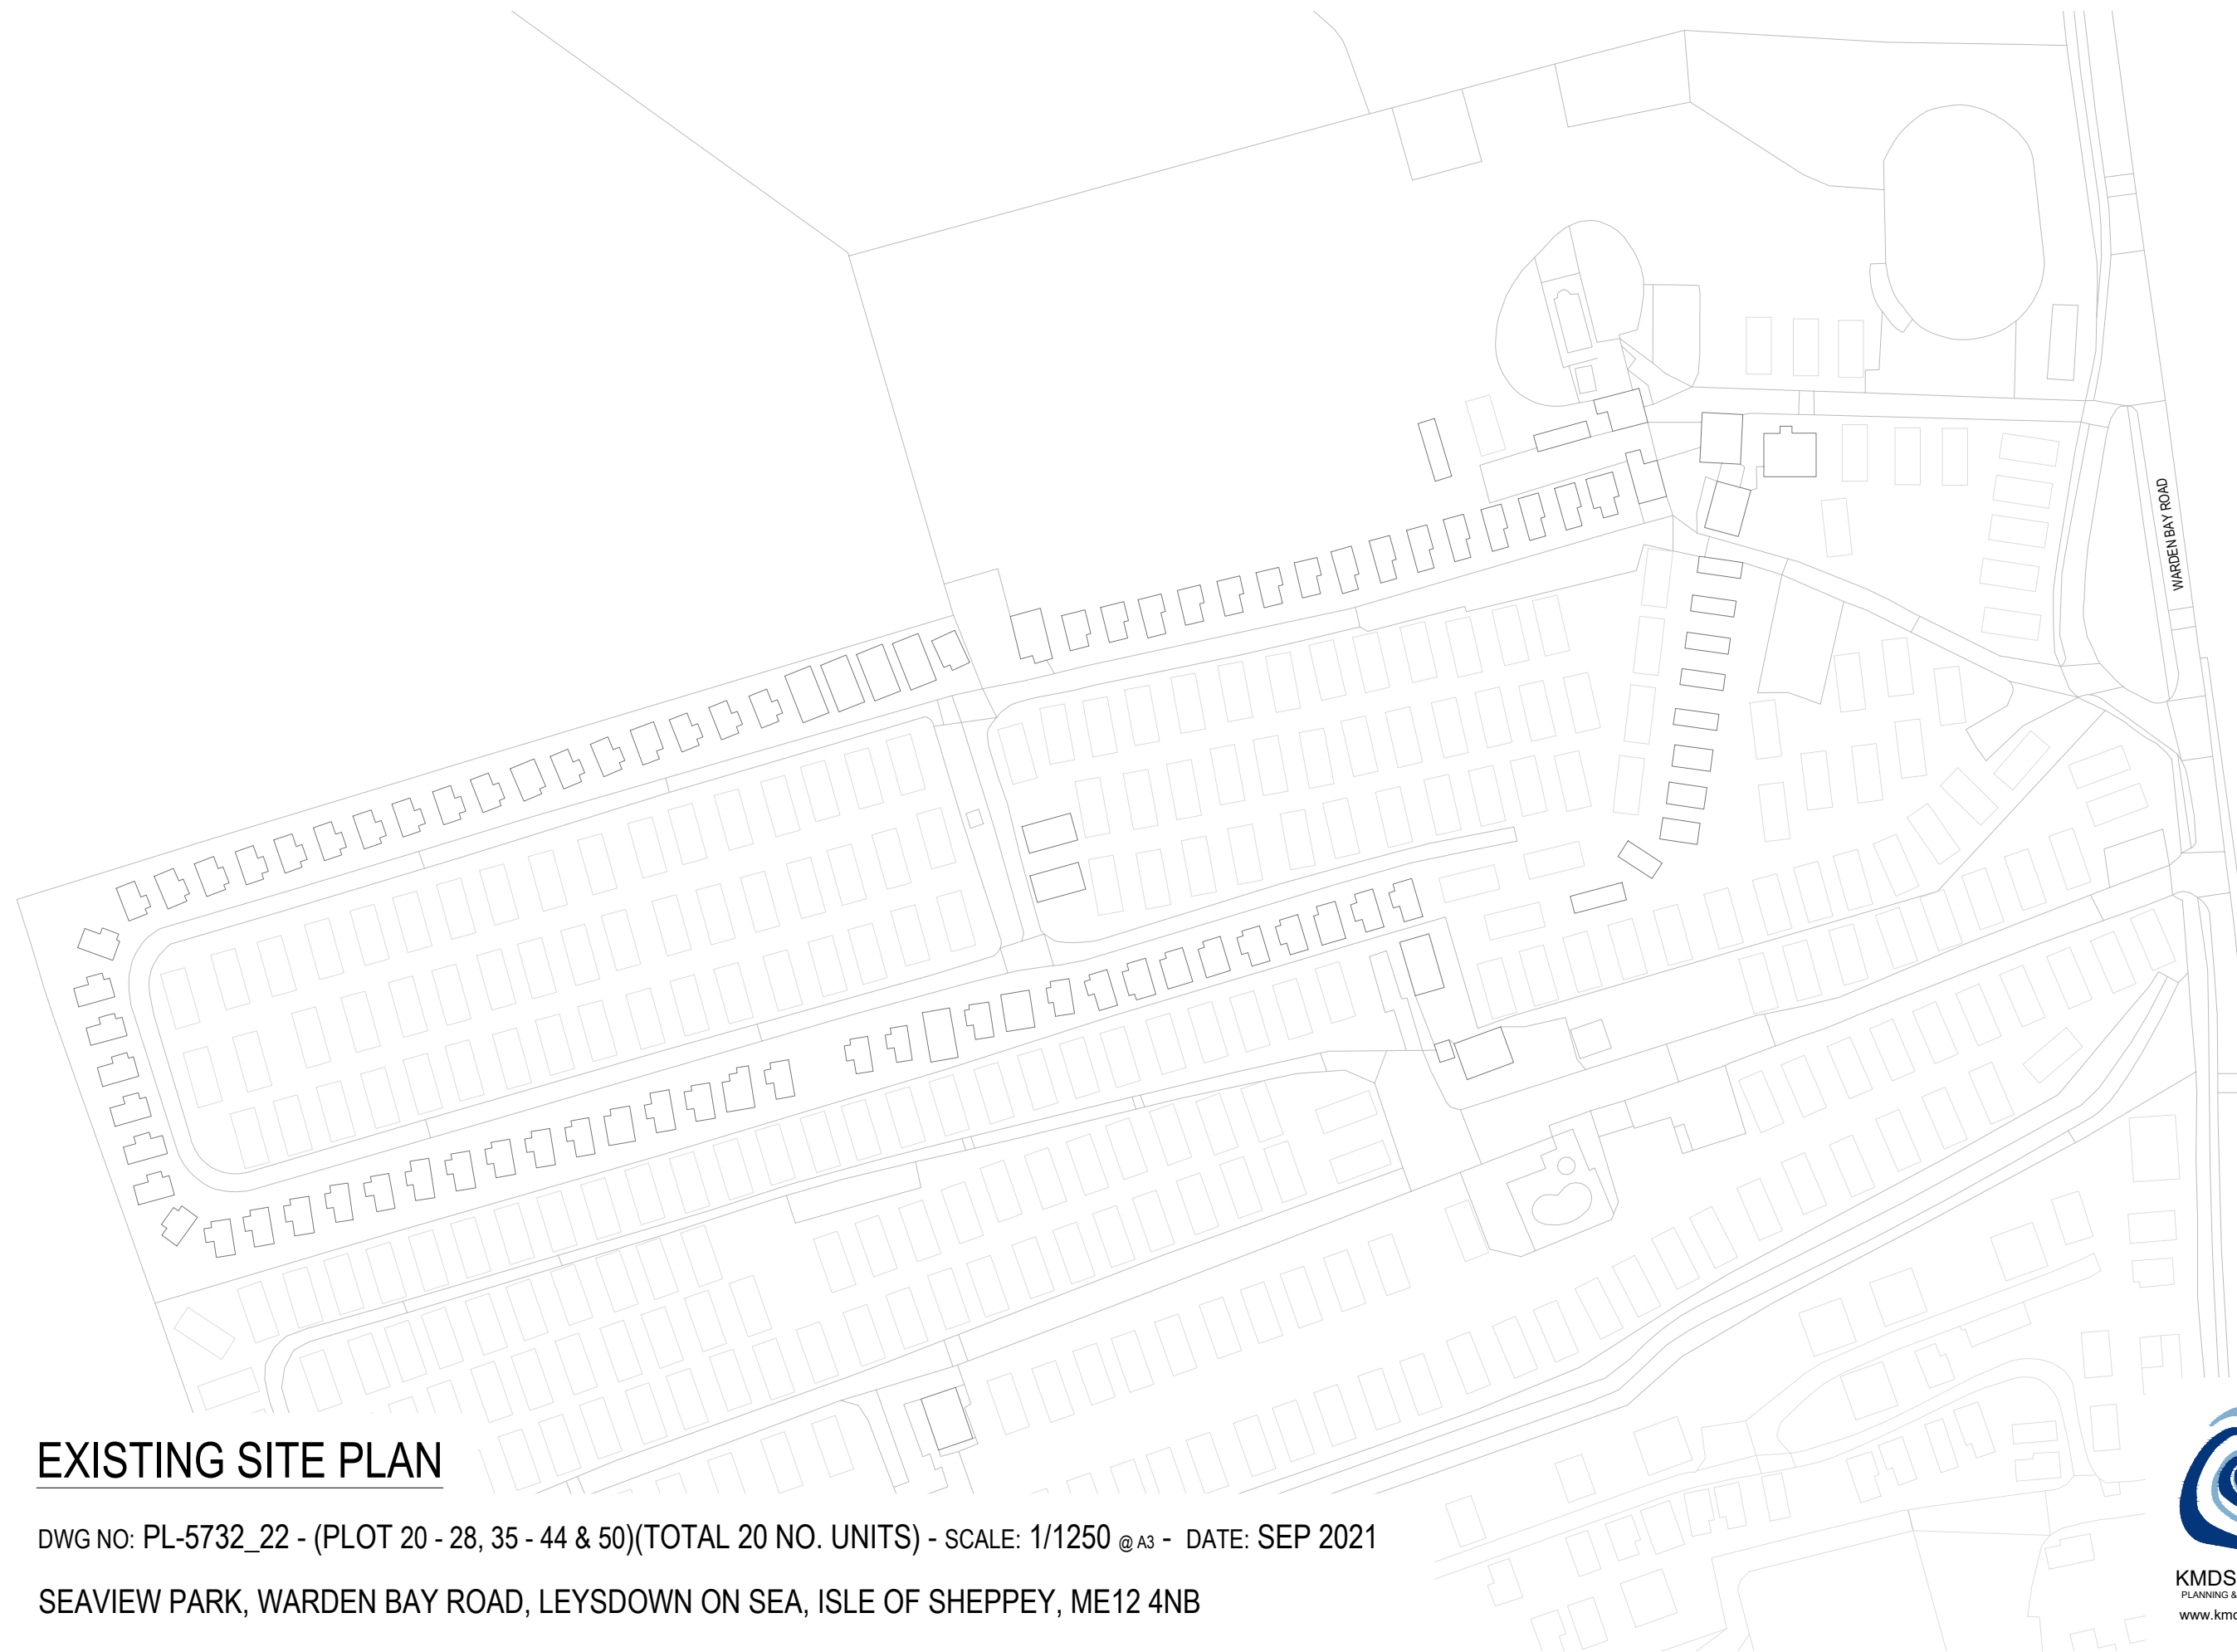 WARDEN BAY ROAD
EXISTING SITE PLAN
DWG NO: PL-5732_22 - (PLOT 20 - 28, 35 - 44 & 50)(TOTAL 20 NO. UNITS) - SCALE: 1/1250 @ A3 - DATE: SEP 2021
SEAVIEW PARK, WARDEN BAY ROAD, LEYSDOWN ON SEA, ISLE OF SHEPPEY, ME12 4NB
KMDS
PLANNING &